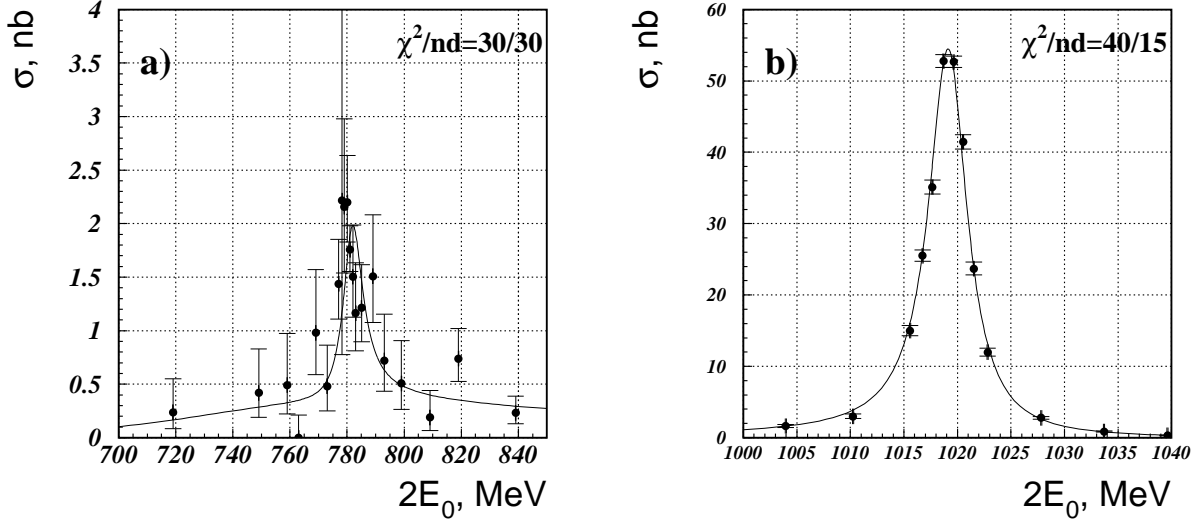 σ, nb
a)
χ²/nd=30/30
4
3.5
3
2.5
2
1.5
1
0.5
0
700 720 740 760 780 800 820 840
2E₀, MeV
σ, nb
b)
χ²/nd=40/15
60
50
40
30
20
10
0
1000 1005 1010 1015 1020 1025 1030 1035 1040
2E₀, MeV